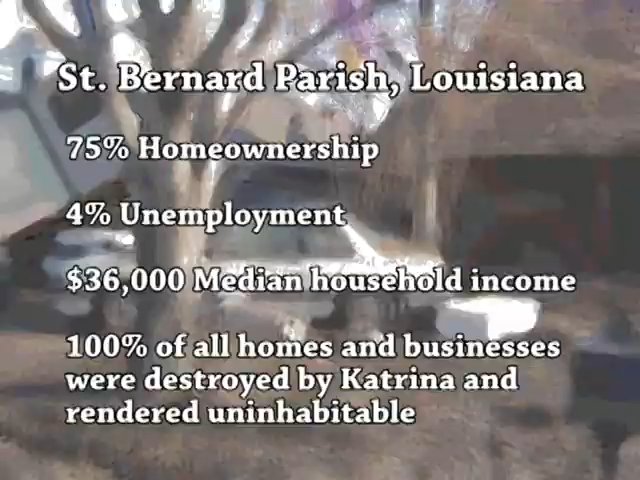 St. Bernard Parish, Louisiana
75% Homeownership
4% Unemployment
$36,000 Median household income
100% of all homes and businesses
were destroyed by Katrina and
rendered uninhabitable